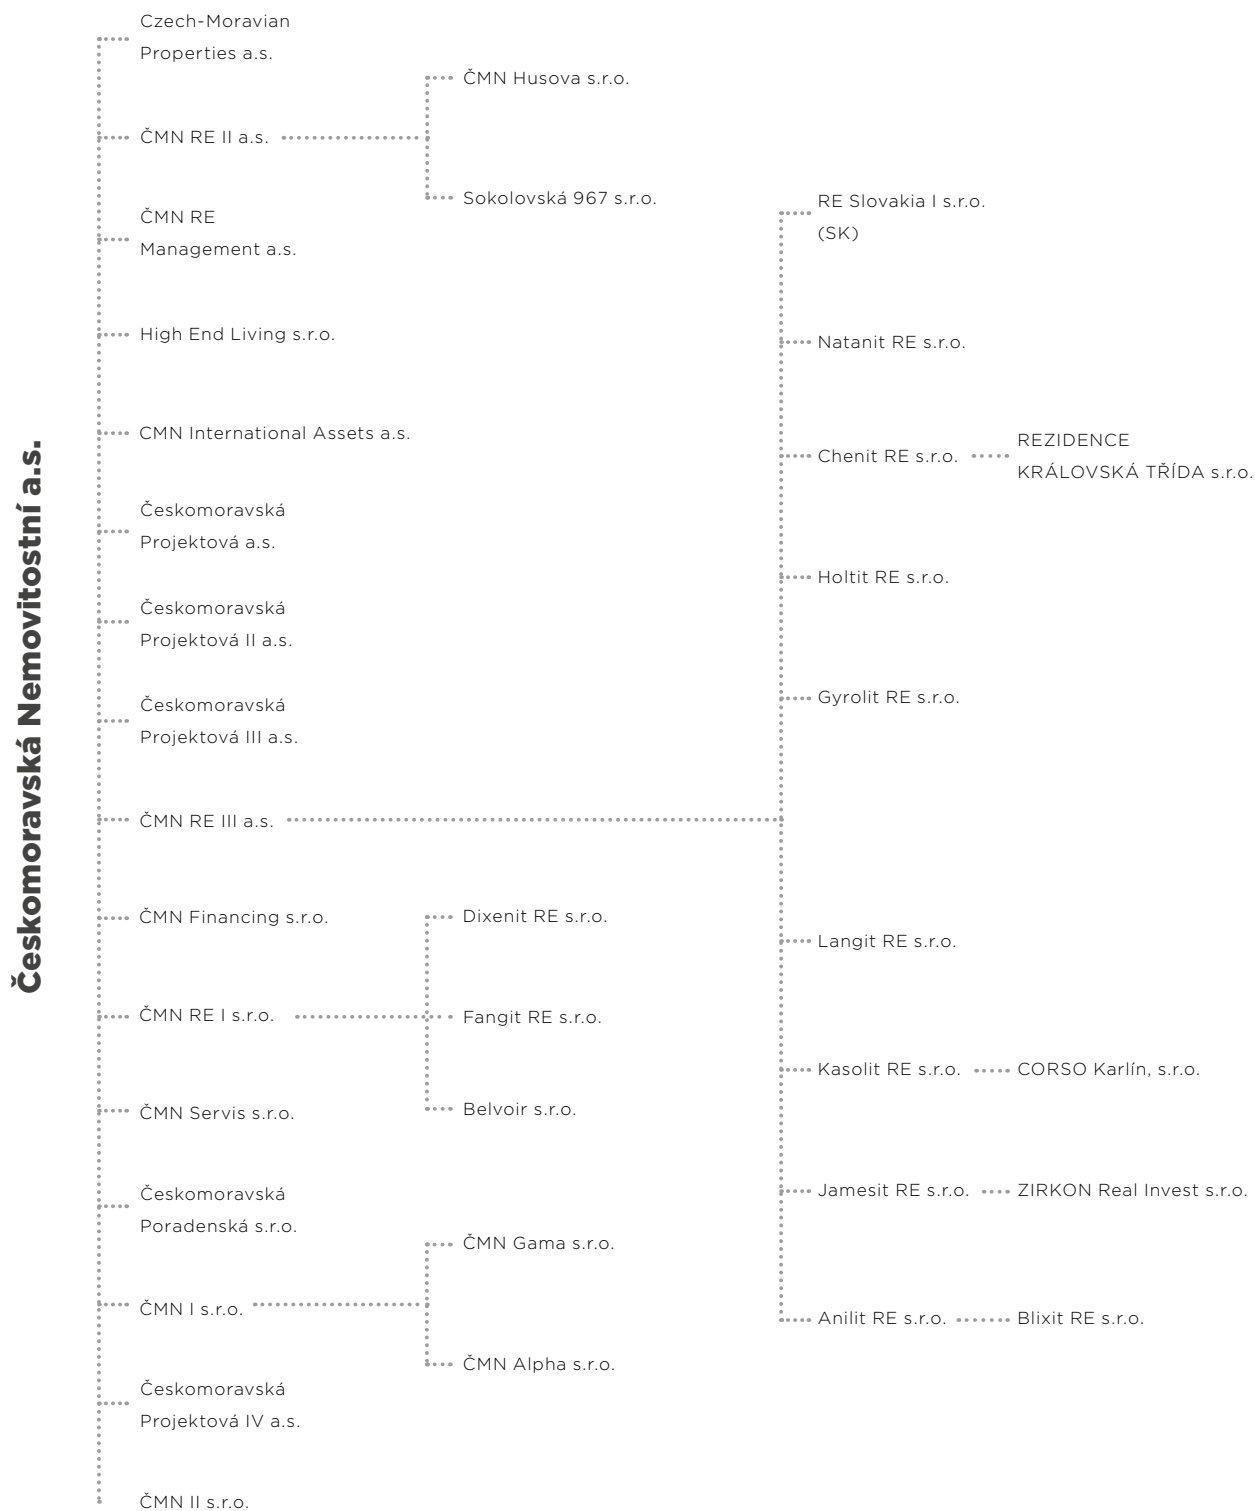 Českomoravská Nemovitostní a.s.
Czech-Moravian
Properties a.s.
ČMN RE II a.s.
ČMN RE
Management a.s.
High End Living s.r.o.
CMN International Assets a.s.
Českomoravská
Projektová a.s.
Českomoravská
Projektová II a.s.
Českomoravská
Projektová III a.s.
ČMN RE III a.s.
ČMN Financing s.r.o.
ČMN RE I s.r.o.
ČMN Servis s.r.o.
Českomoravská
Poradenská s.r.o.
ČMN I s.r.o.
Českomoravská
Projektová IV a.s.
ČMN II s.r.o.
ČMN Husova s.r.o.
Sokolovská 967 s.r.o.
Dixenit RE s.r.o.
Fangit RE s.r.o.
Belvoir s.r.o.
ČMN Gama s.r.o.
ČMN Alpha s.r.o.
RE Slovakia I s.r.o.
(SK)
Natanit RE s.r.o.
Chenit RE s.r.o.
Holtit RE s.r.o.
Gyrolit RE s.r.o.
Langit RE s.r.o.
Kasolit RE s.r.o.
Jamesit RE s.r.o.
Anilit RE s.r.o.
REZIDENCE
KRÁLOVSKÁ TŘÍDA s.r.o.
CORSO Karlín, s.r.o.
ZIRKON Real Invest s.r.o.
Blixit RE s.r.o.